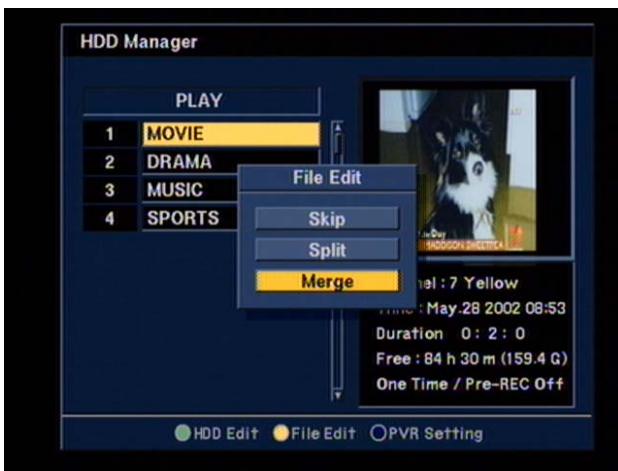 HDD Manager
PLAY
1 MOVIE
2 DRAMA
3 MUSIC
4 SPORTS
File Edit
Skip
Split
Merge
MADDISON SWEETPEA
nel : 7 Yellow
: May.28 2002 08:53
Duration 0: 2: 0
Free : 84 h 30 m (159.4 G)
One Time / Pre-REC Off
HDD Edit File Edit PVR Setting